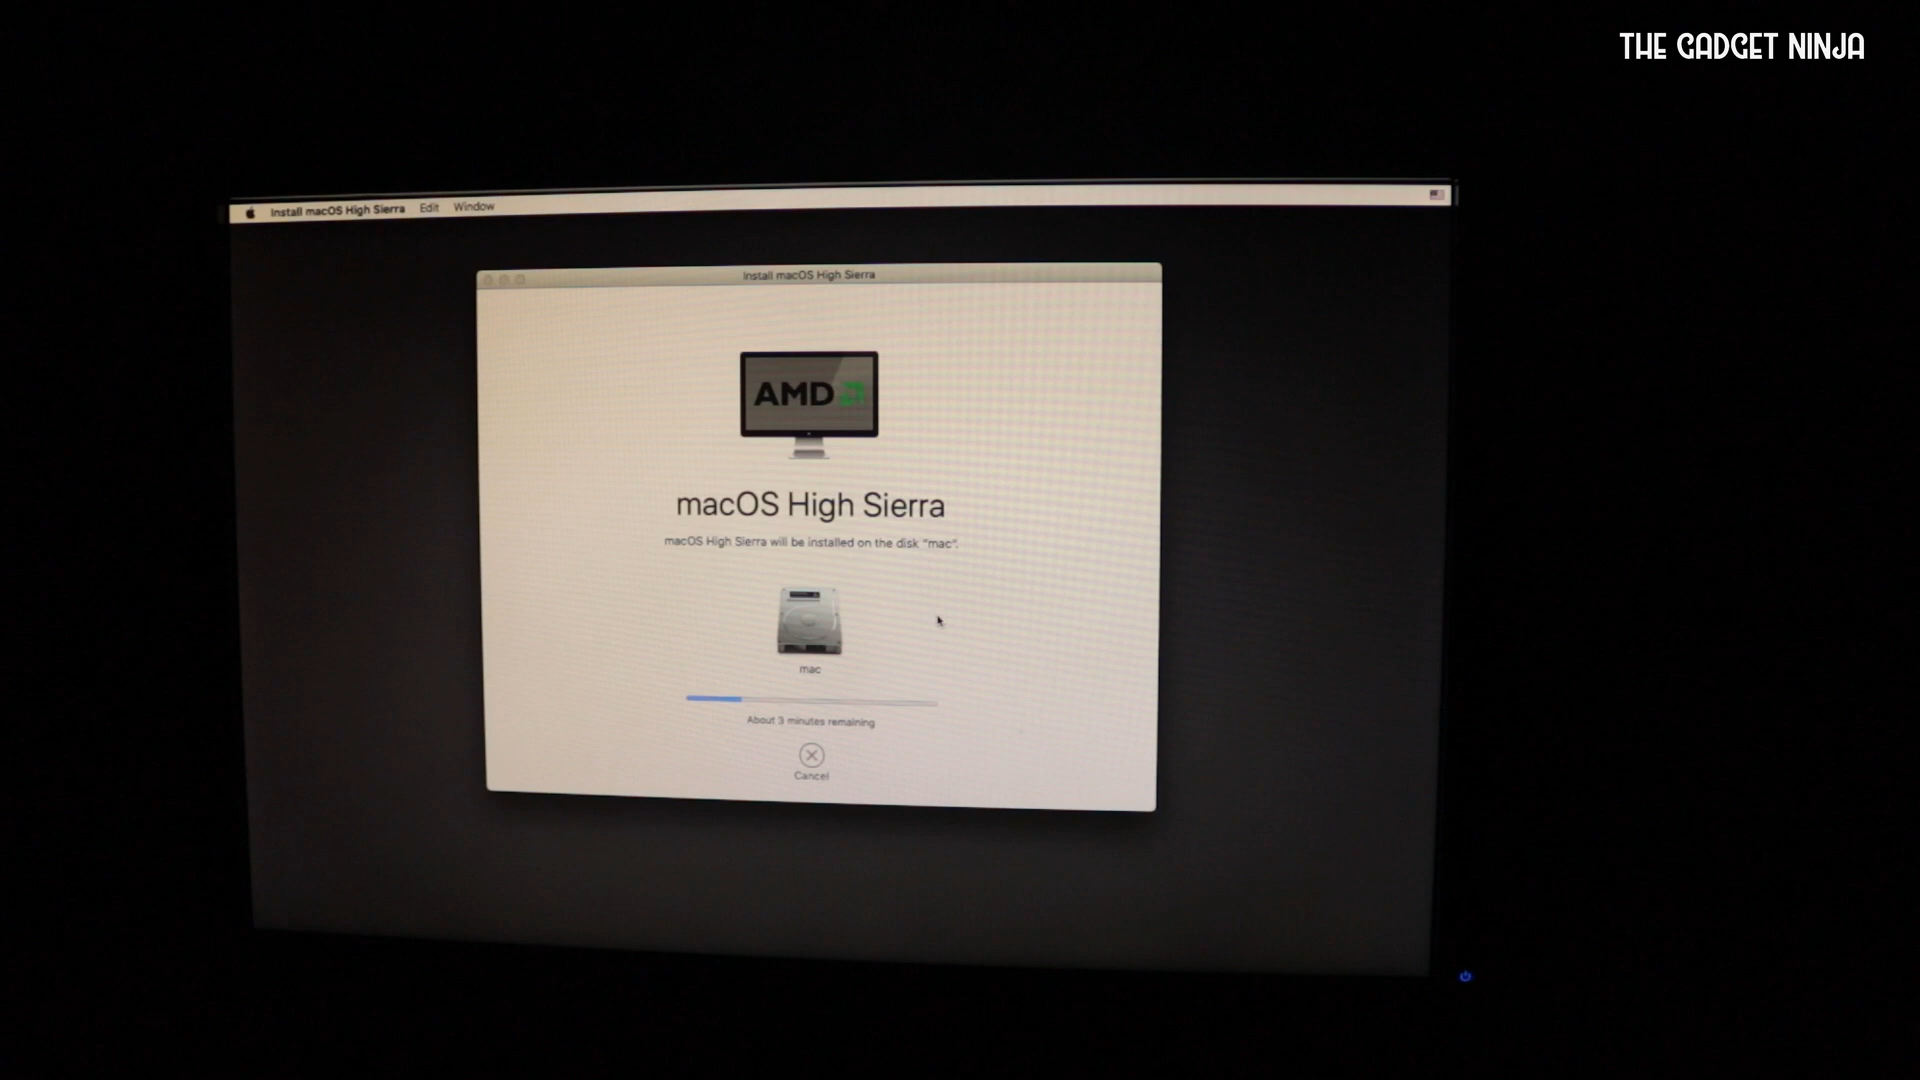 THE GADGET NINJA
Install macOS High Sierra Edit Window
Install macOS High Sierra
AMD
macOS High Sierra
macOS High Sierra will be installed on the disk "mac".
mac
About 3 minutes remaining
Cancel